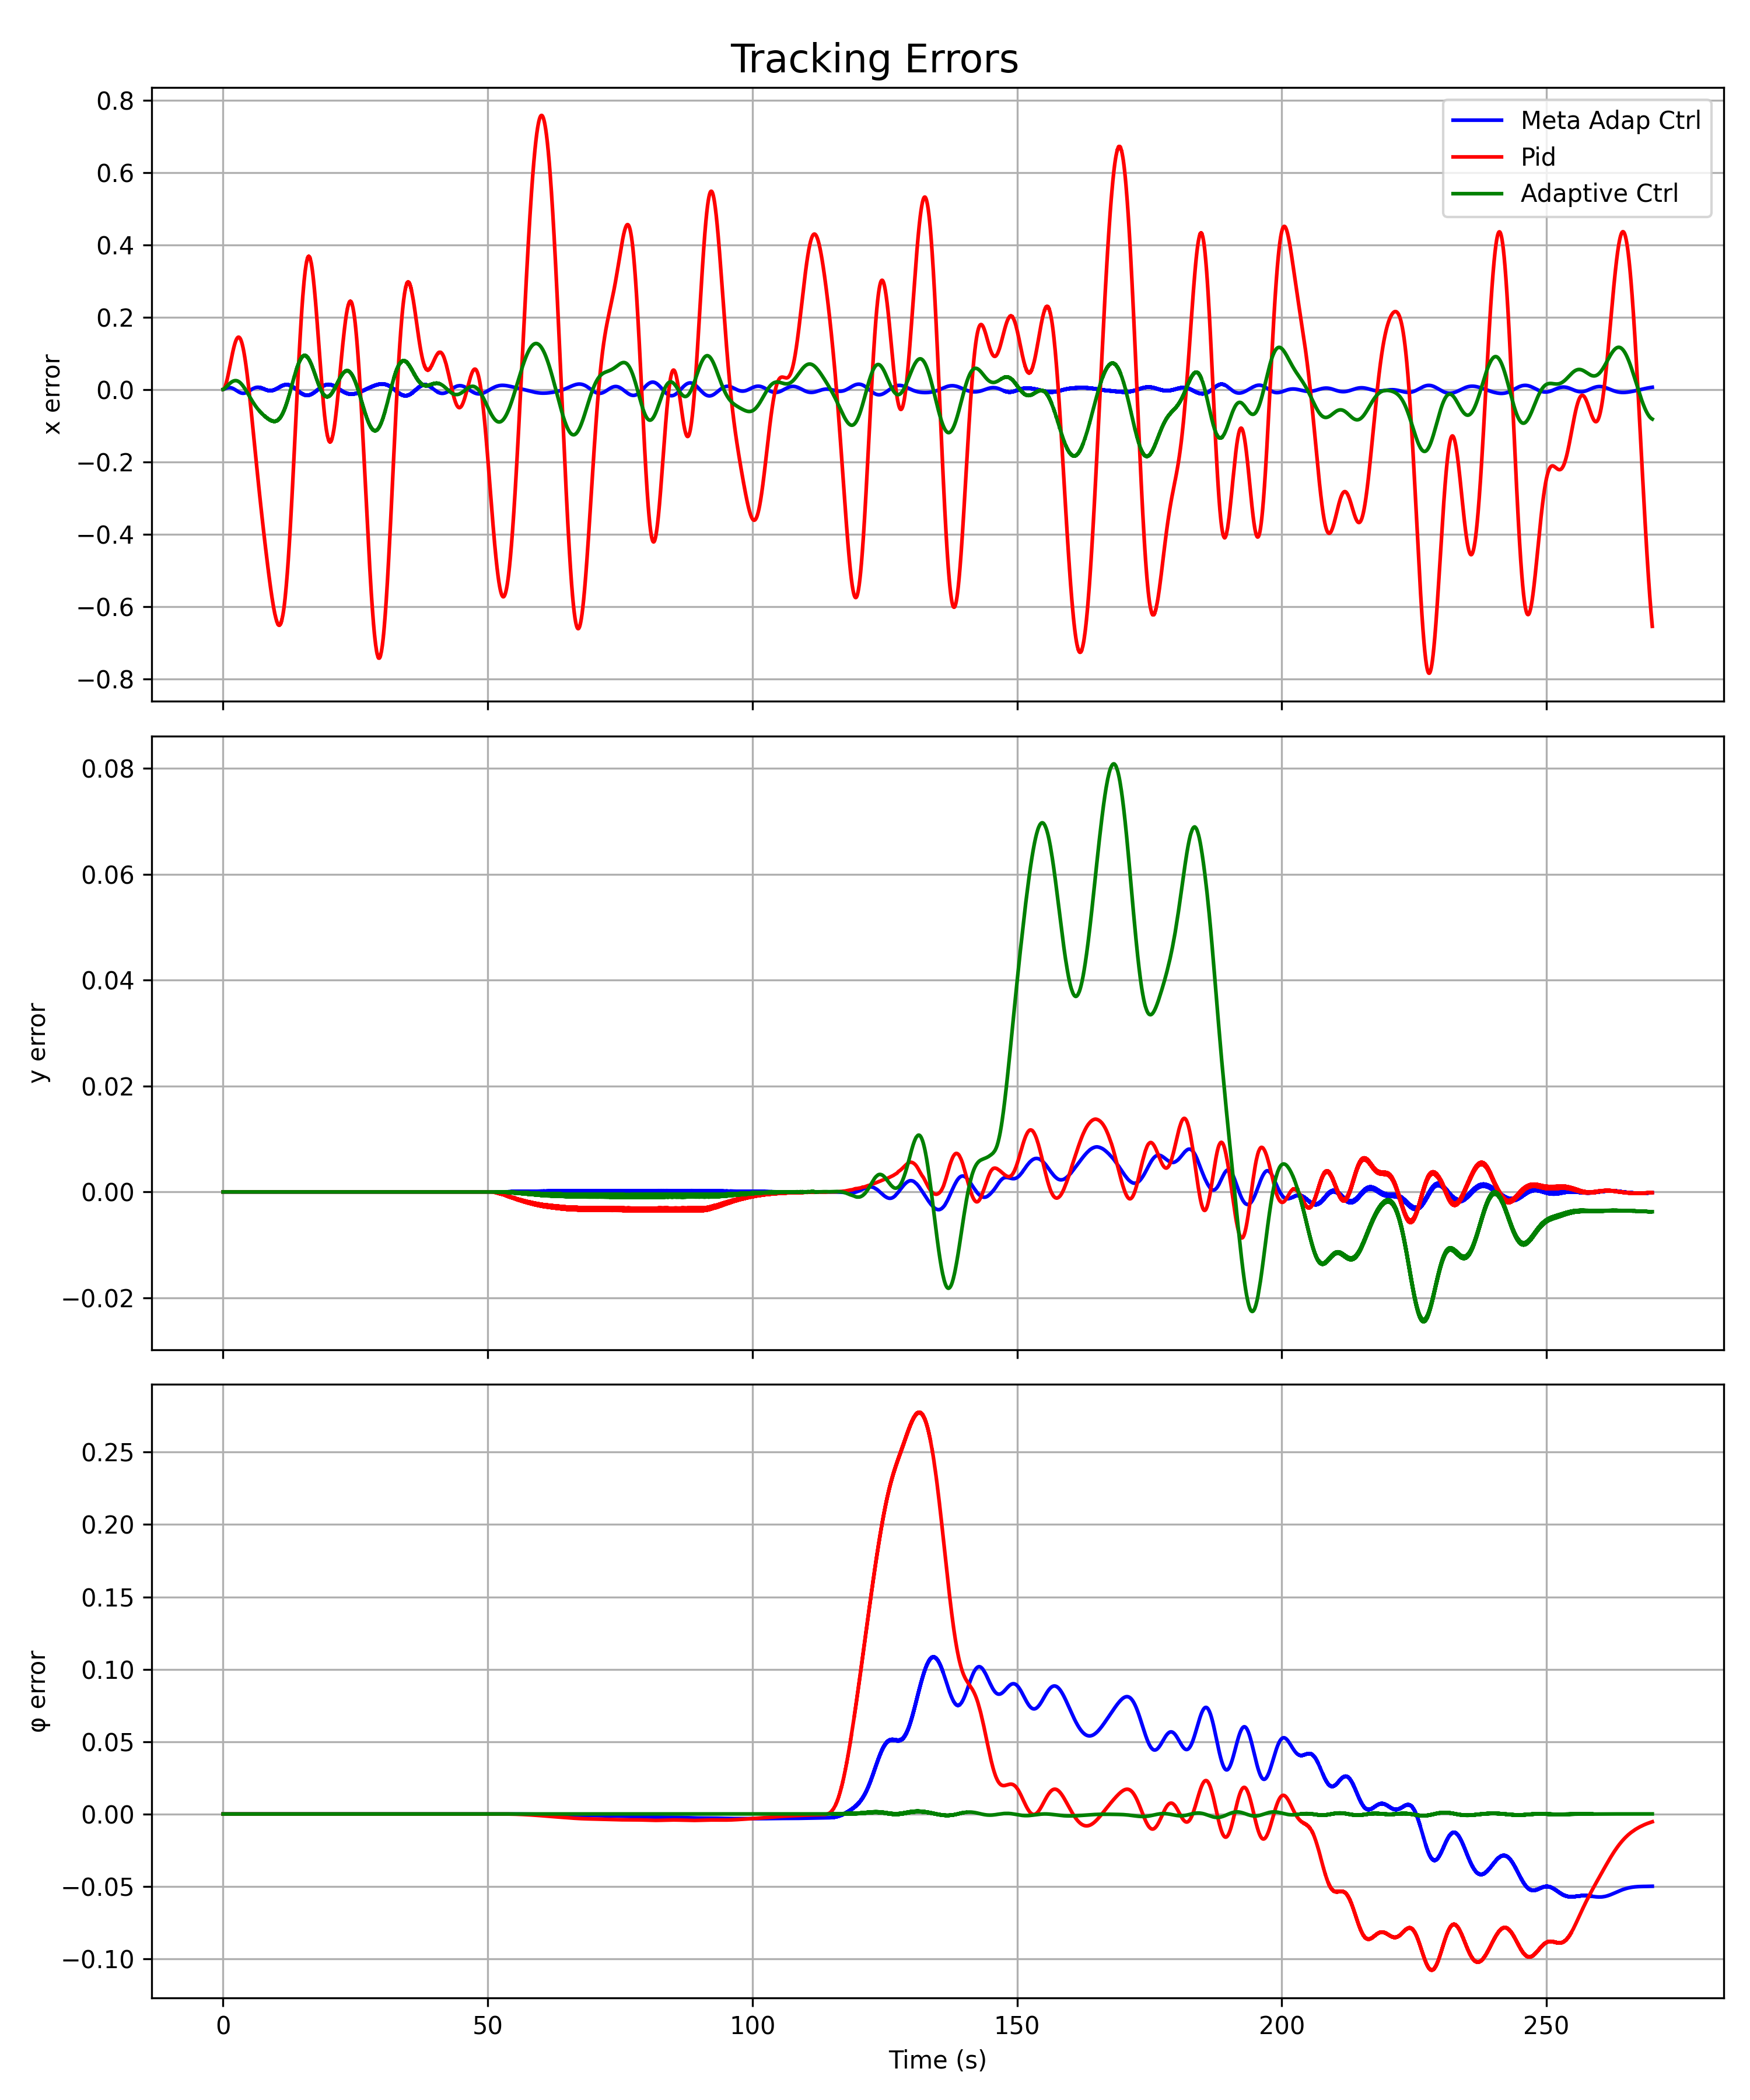 Tracking Errors
0.8
0.6
0.4
0.2
0.0
−0.2
−0.4
−0.6
−0.8
x error
Meta Adap Ctrl
Pid
Adaptive Ctrl
0.08
0.06
0.04
0.02
0.00
−0.02
y error
0.25
0.20
0.15
0.10
0.05
0.00
−0.05
−0.10
φ error
0 50 100 150 200 250
Time (s)